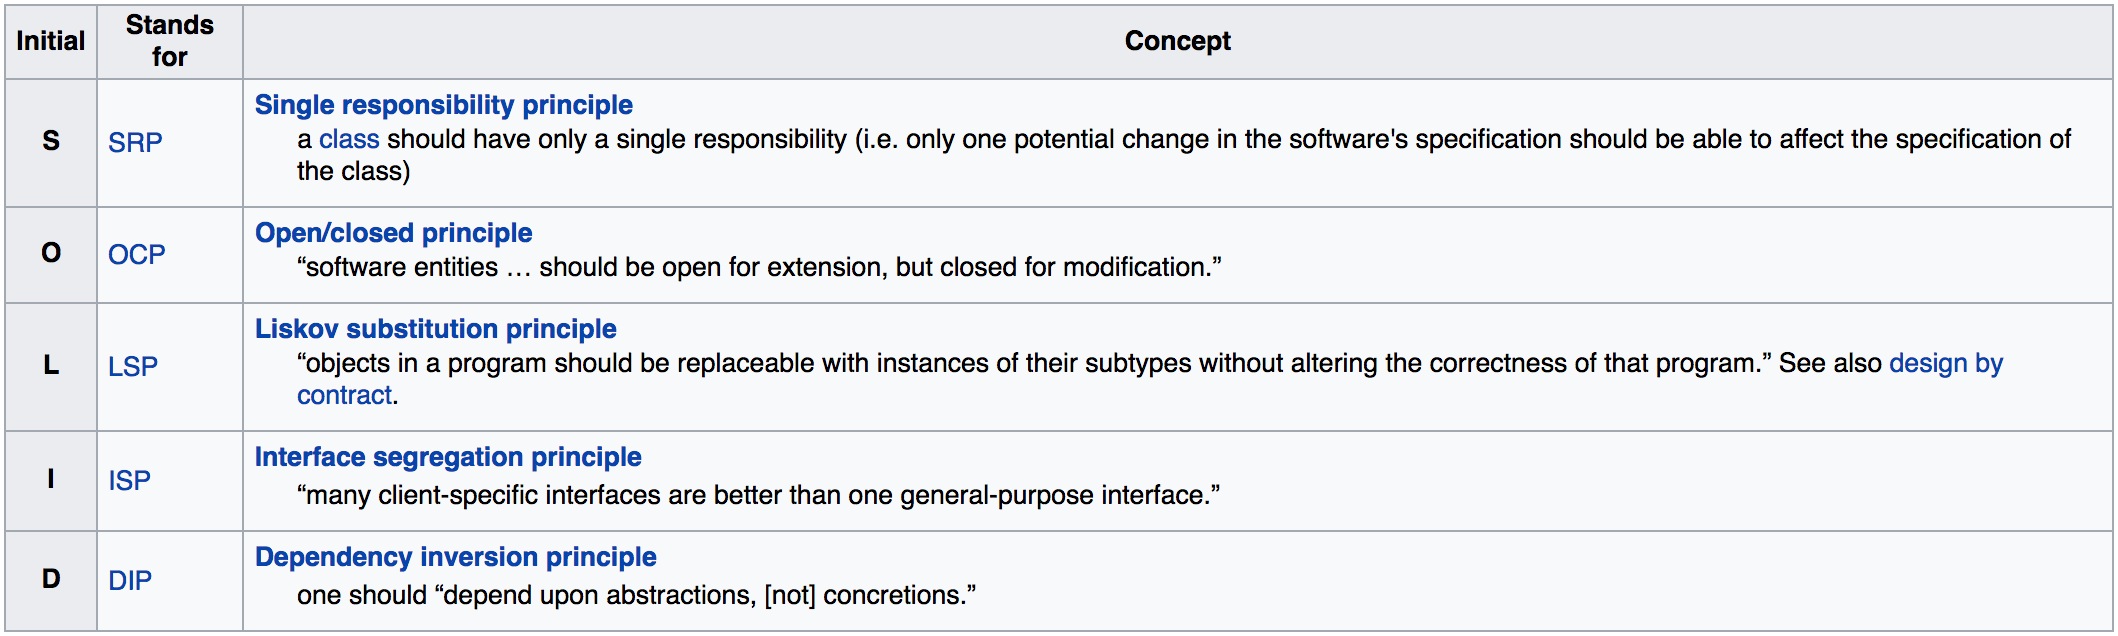 Initial
Stands
for
Concept
S
SRP
Single responsibility principle
a class should have only a single responsibility (i.e. only one potential change in the software's specification should be able to affect the specification of
the class)
O
OCP
Open/closed principle
“software entities … should be open for extension, but closed for modification.”
L
LSP
Liskov substitution principle
“objects in a program should be replaceable with instances of their subtypes without altering the correctness of that program.” See also design by
contract.
I
ISP
Interface segregation principle
“many client-specific interfaces are better than one general-purpose interface.”
D
DIP
Dependency inversion principle
one should “depend upon abstractions, [not] concretions.”